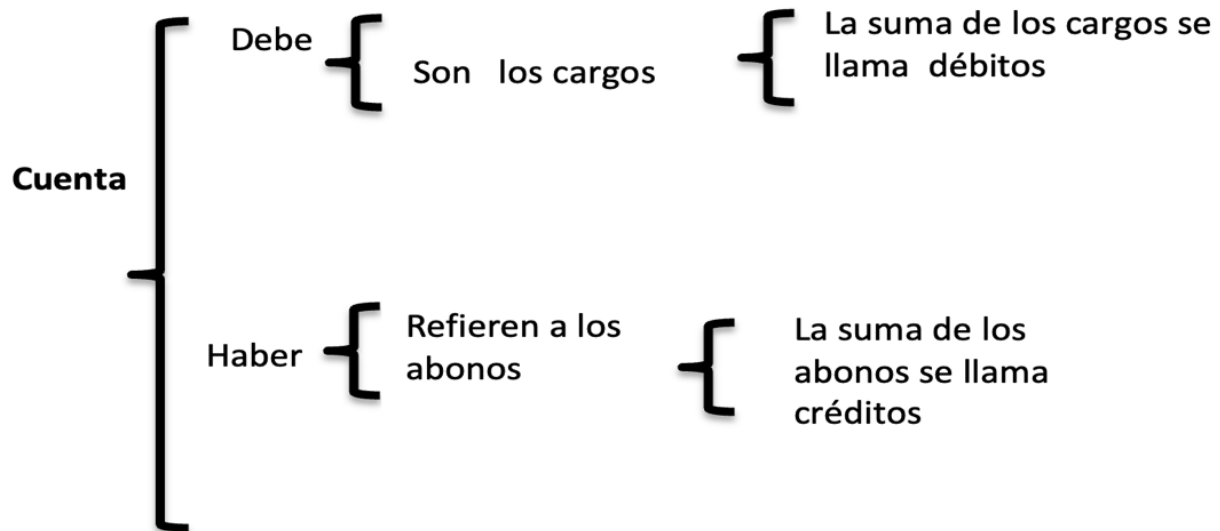 Cuenta
Debe
Son los cargos
La suma de los cargos se
llama débitos
Haber
Refieren a los
abonos
La suma de los
abonos se llama
créditos